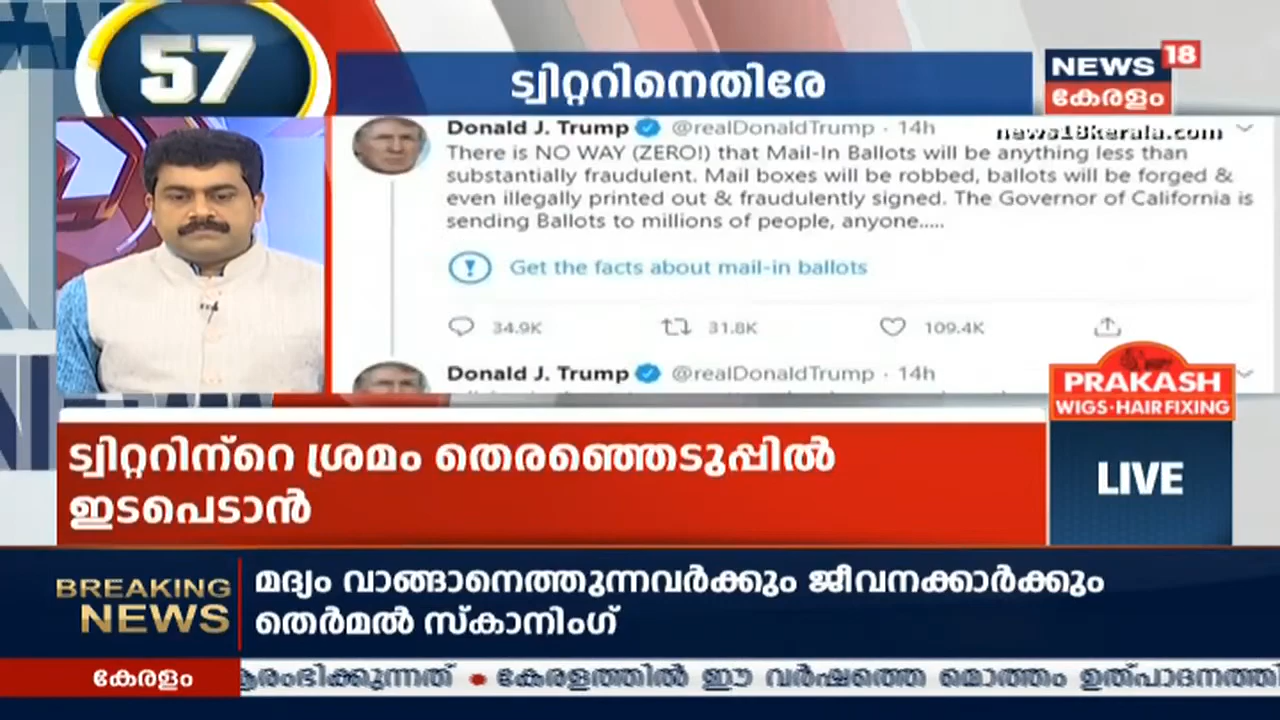 57
ട്വിറ്ററിനെതിരേ
NEWS 18
കേരളം
news18kerala.com
Donald J. Trump @realDonaldTrump · 14h
There is NO WAY (ZERO!) that Mail-In Ballots will be anything less than
substantially fraudulent. Mail boxes will be robbed, ballots will be forged &
even illegally printed out & fraudulently signed. The Governor of California is
sending Ballots to millions of people, anyone.....
Get the facts about mail-in ballots
34.9K 31.8K 109.4K
Donald J. Trump @realDonaldTrump · 14h
PRAKASH
WIGS·HAIR FIXING
ട്വിറ്ററിന്റെ ശ്രമം തെരഞ്ഞെടുപ്പിൽ
ഇടപെടാൻ
LIVE
BREAKING
NEWS
മദ്യം വാങ്ങാനെത്തുന്നവർക്കും ജീവനക്കാർക്കും
തെർമൽ സ്കാനിംഗ്
കേരളം
ആരംഭിക്കുന്നത് • കേരളത്തിൽ ഈ വർഷത്തെ മൊത്തം